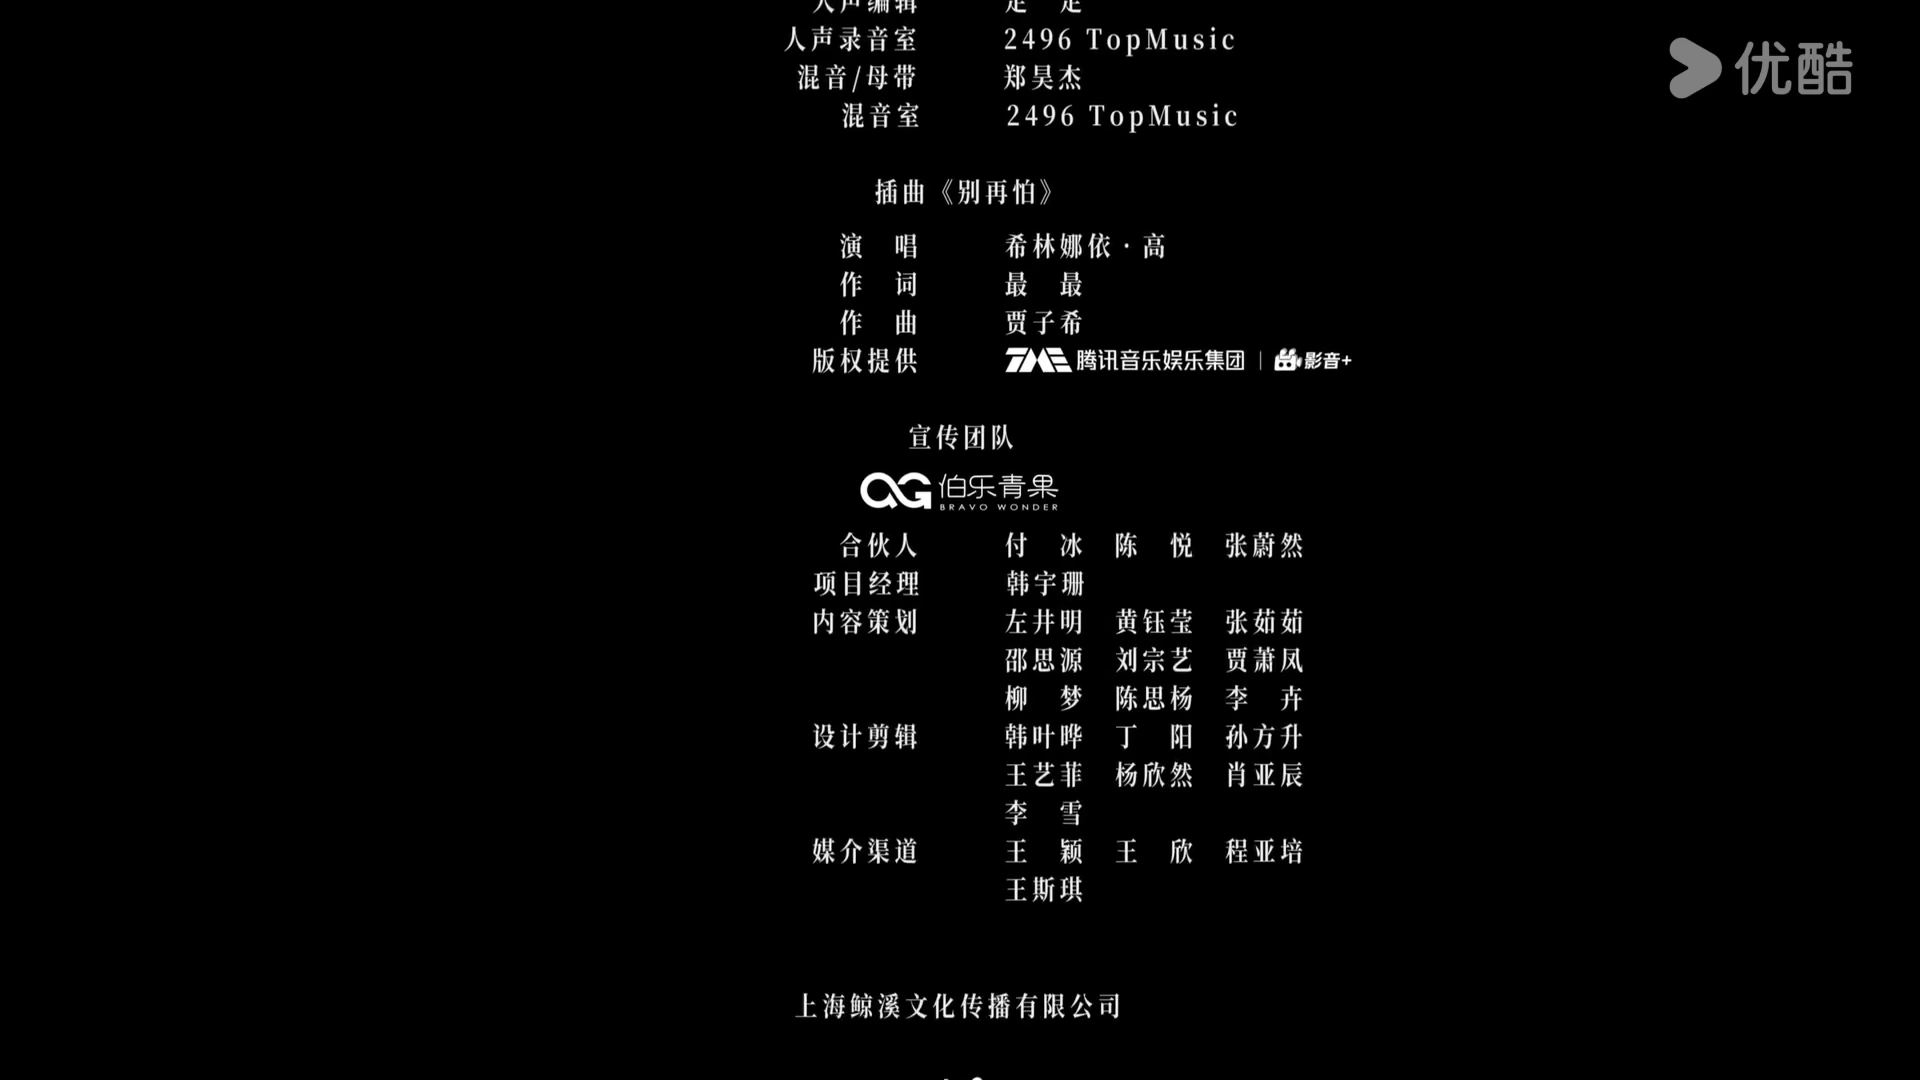 人声编辑
人声录音室 2496 TopMusic
优酷
混音/母带 郑昊杰
混音室 2496 TopMusic
插曲《别再怕》
演 唱 希林娜依·高
作 词 最 最
作 曲 贾子希
版权提供 TME 腾讯音乐娱乐集团 | 影音+
宣传团队
伯乐青果
BRAVO WONDER
合伙人 付 冰 陈 悦 张蔚然
项目经理 韩宇珊
内容策划 左井明 黄钰莹 张茹茹
邵思源 刘宗艺 贾萧凤
柳 梦 陈思杨 李 卉
设计剪辑 韩叶晔 丁 阳 孙方升
王艺菲 杨欣然 肖亚辰
李 雪
媒介渠道 王 颖 王 欣 程亚培
王斯琪
上海鲸溪文化传播有限公司